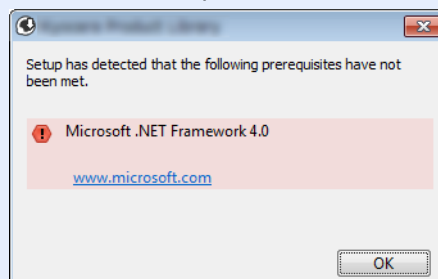 Setup has detected that the following prerequisites have not
been met.
Microsoft .NET Framework 4.0
www.microsoft.com
OK